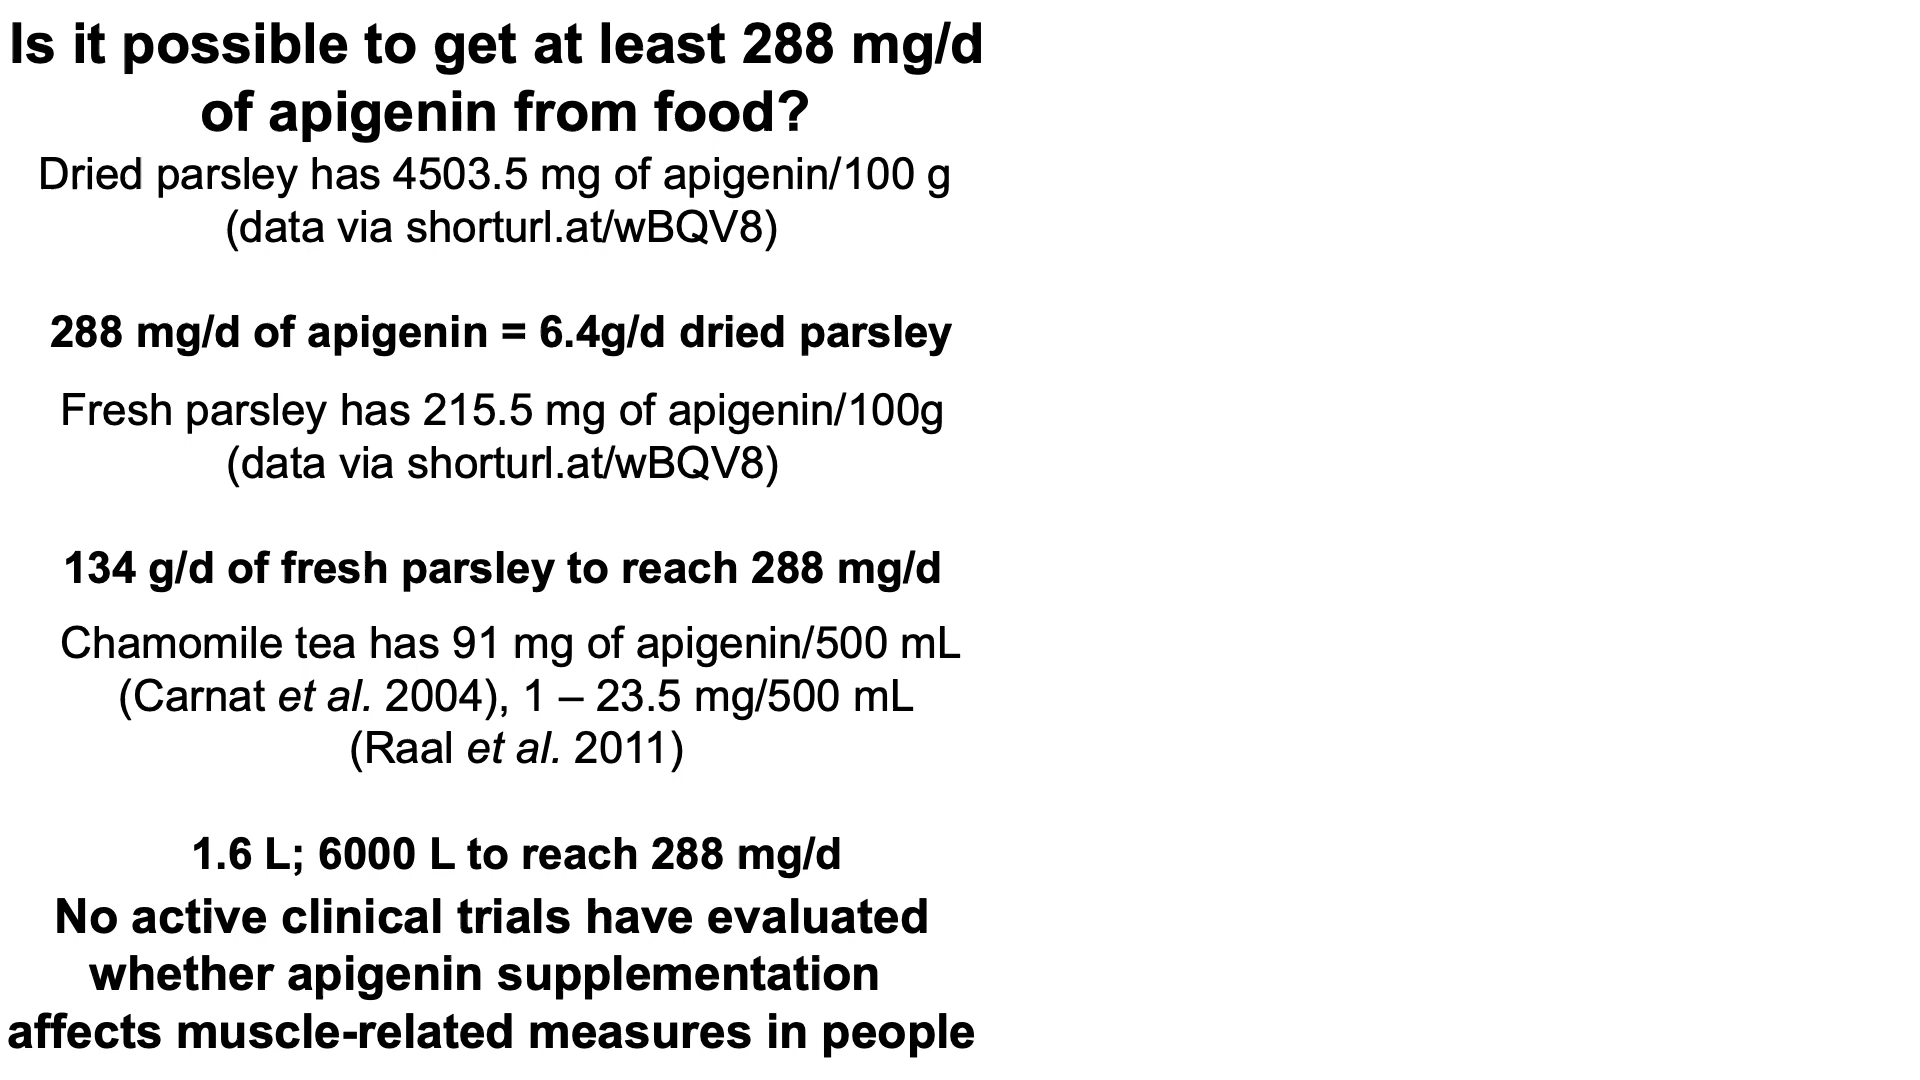 Is it possible to get at least 288 mg/d
of apigenin from food?
Dried parsley has 4503.5 mg of apigenin/100 g
(data via shorturl.at/wBQV8)
288 mg/d of apigenin = 6.4g/d dried parsley
Fresh parsley has 215.5 mg of apigenin/100g
(data via shorturl.at/wBQV8)
134 g/d of fresh parsley to reach 288 mg/d
Chamomile tea has 91 mg of apigenin/500 mL
(Carnat et al. 2004), 1 – 23.5 mg/500 mL
(Raal et al. 2011)
1.6 L; 6000 L to reach 288 mg/d
No active clinical trials have evaluated
whether apigenin supplementation
affects muscle-related measures in people